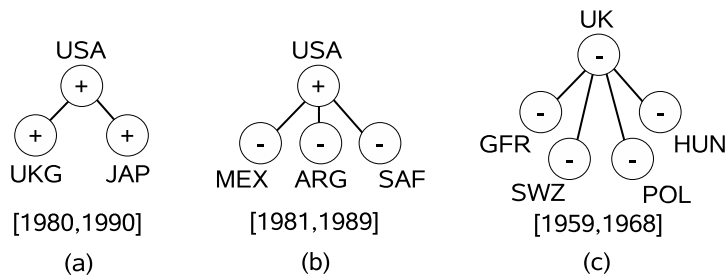 USA
+
+
+
UKG
JAP
[1980,1990]
(a)
USA
+
-
-
-
MEX
ARG
SAF
[1981,1989]
(b)
UK
-
-
-
-
-
GFR
HUN
SWZ
POL
[1959,1968]
(c)